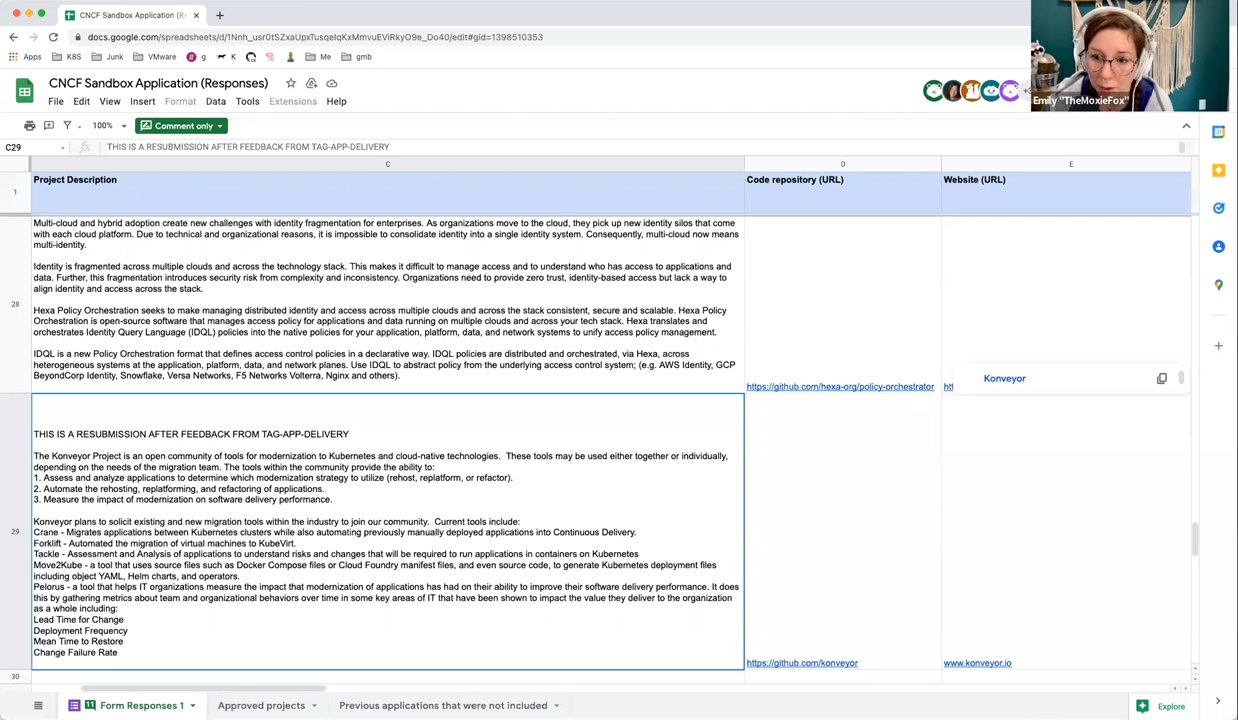 CNCF Sandbox Application (Re
docs.google.com/spreadsheets/d/1Nnh_usr0tSZxaUpxTusqeIqKxMmvuEViRkyO9e_Do40/edit#gid=1398510353
Apps K8S Junk VMware g K Me gmb
CNCF Sandbox Application (Responses)
File Edit View Insert Format Data Tools Extensions Help
Emily "TheMoxieFox"
100% Comment only
C29 fx THIS IS A RESUBMISSION AFTER FEEDBACK FROM TAG-APP-DELIVERY
C D E
1 Project Description Code repository (URL) Website (URL)
Multi-cloud and hybrid adoption create new challenges with identity fragmentation for enterprises. As organizations move to the cloud, they pick up new identity silos that come
with each cloud platform. Due to technical and organizational reasons, it is impossible to consolidate identity into a single identity system. Consequently, multi-cloud now means
multi-identity.
Identity is fragmented across multiple clouds and across the technology stack. This makes it difficult to manage access and to understand who has access to applications and
data. Further, this fragmentation introduces security risk from complexity and inconsistency. Organizations need to provide zero trust, identity-based access but lack a way to
align identity and access across the stack.
28
Hexa Policy Orchestration seeks to make managing distributed identity and access across multiple clouds and across the stack consistent, secure and scalable. Hexa Policy
Orchestration is open-source software that manages access policy for applications and data running on multiple clouds and across your tech stack. Hexa translates and
orchestrates Identity Query Language (IDQL) policies into the native policies for your application, platform, data, and network systems to unify access policy management.
IDQL is a new Policy Orchestration format that defines access control policies in a declarative way. IDQL policies are distributed and orchestrated, via Hexa, across
heterogeneous systems at the application, platform, data, and network planes. Use IDQL to abstract policy from the underlying access control system; (e.g. AWS Identity, GCP
BeyondCorp Identity, Snowflake, Versa Networks, F5 Networks Volterra, Nginx and others).
https://github.com/hexa-org/policy-orchestrator htt
Konveyor
THIS IS A RESUBMISSION AFTER FEEDBACK FROM TAG-APP-DELIVERY
The Konveyor Project is an open community of tools for modernization to Kubernetes and cloud-native technologies. These tools may be used either together or individually,
depending on the needs of the migration team. The tools within the community provide the ability to:
1. Assess and analyze applications to determine which modernization strategy to utilize (rehost, replatform, or refactor).
2. Automate the rehosting, replatforming, and refactoring of applications.
3. Measure the impact of modernization on software delivery performance.
Konveyor plans to solicit existing and new migration tools within the industry to join our community. Current tools include:
29
Crane - Migrates applications between Kubernetes clusters while also automating previously manually deployed applications into Continuous Delivery.
Forklift - Automated the migration of virtual machines to KubeVirt.
Tackle - Assessment and Analysis of applications to understand risks and changes that will be required to run applications in containers on Kubernetes
Move2Kube - a tool that uses source files such as Docker Compose files or Cloud Foundry manifest files, and even source code, to generate Kubernetes deployment files
including object YAML, Helm charts, and operators.
Pelorus - a tool that helps IT organizations measure the impact that modernization of applications has had on their ability to improve their software delivery performance. It does
this by gathering metrics about team and organizational behaviors over time in some key areas of IT that have been shown to impact the value they deliver to the organization
as a whole including:
Lead Time for Change
Deployment Frequency
Mean Time to Restore
Change Failure Rate
https://github.com/konveyor www.konveyor.io
30
11 Form Responses 1 Approved projects Previous applications that were not included Explore